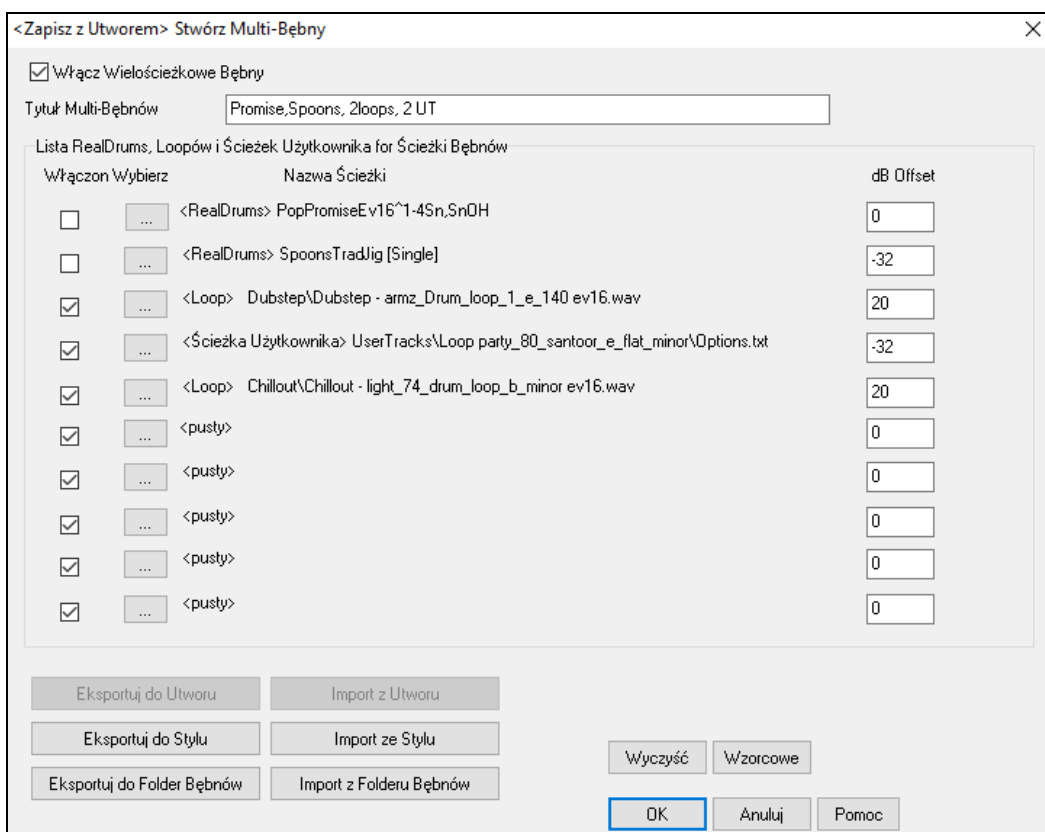 <Zapisz z Utworem> Stwórz Multi-Bębny
Włącz Wielościeżkowe Bębny
Tytuł Multi-Bębnów Promise,Spoons, 2loops, 2 UT
Lista RealDrums, Loopów i Ścieżek Użytkownika for Ścieżki Bębnów
Włączon Wybierz Nazwa Ścieżki dB Offset
... <RealDrums> PopPromiseEv16^1-4Sn,SnOH 0
... <RealDrums> SpoonsTradJig [Single] -32
... <Loop> Dubstep\Dubstep - armz_Drum_loop_1_e_140 ev16.wav 20
... <Ścieżka Użytkownika> UserTracks\Loop party_80_santoor_e_flat_minor\Options.txt -32
... <Loop> Chillout\Chillout - light_74_drum_loop_b_minor ev16.wav 20
... <pusty> 0
... <pusty> 0
... <pusty> 0
... <pusty> 0
... <pusty> 0
Eksportuj do Utworu Import z Utworu
Eksportuj do Stylu Import ze Stylu
Wyczyść Wzorcowe
Eksportuj do Folder Bębnów Import z Folderu Bębnów
OK Anuluj Pomoc